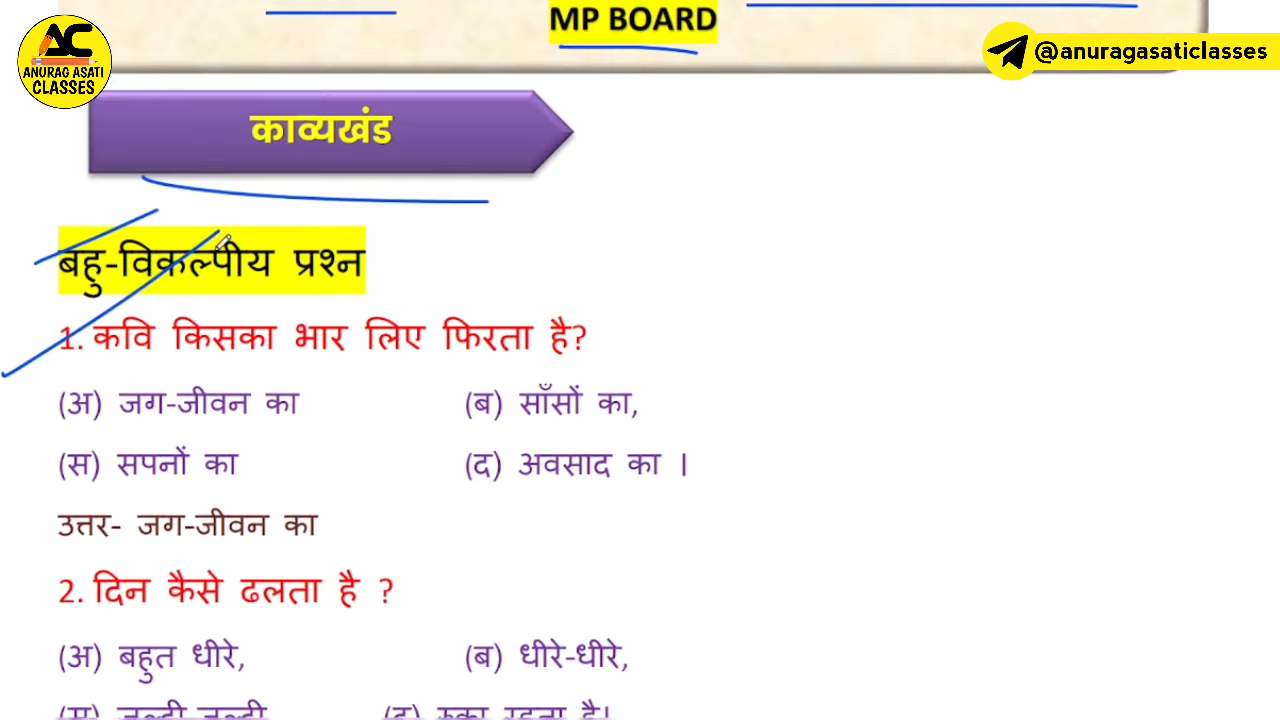 MP BOARD
AC
ANURAG ASATI
CLASSES
@anuragasaticlasses
काव्यखंड
बहु-विकल्पीय प्रश्न
1. कवि किसका भार लिए फिरता है?
(अ) जग-जीवन का (ब) साँसों का,
(स) सपनों का (द) अवसाद का ।
उत्तर- जग-जीवन का
2. दिन कैसे ढलता है ?
(अ) बहुत धीरे, (ब) धीरे-धीरे,